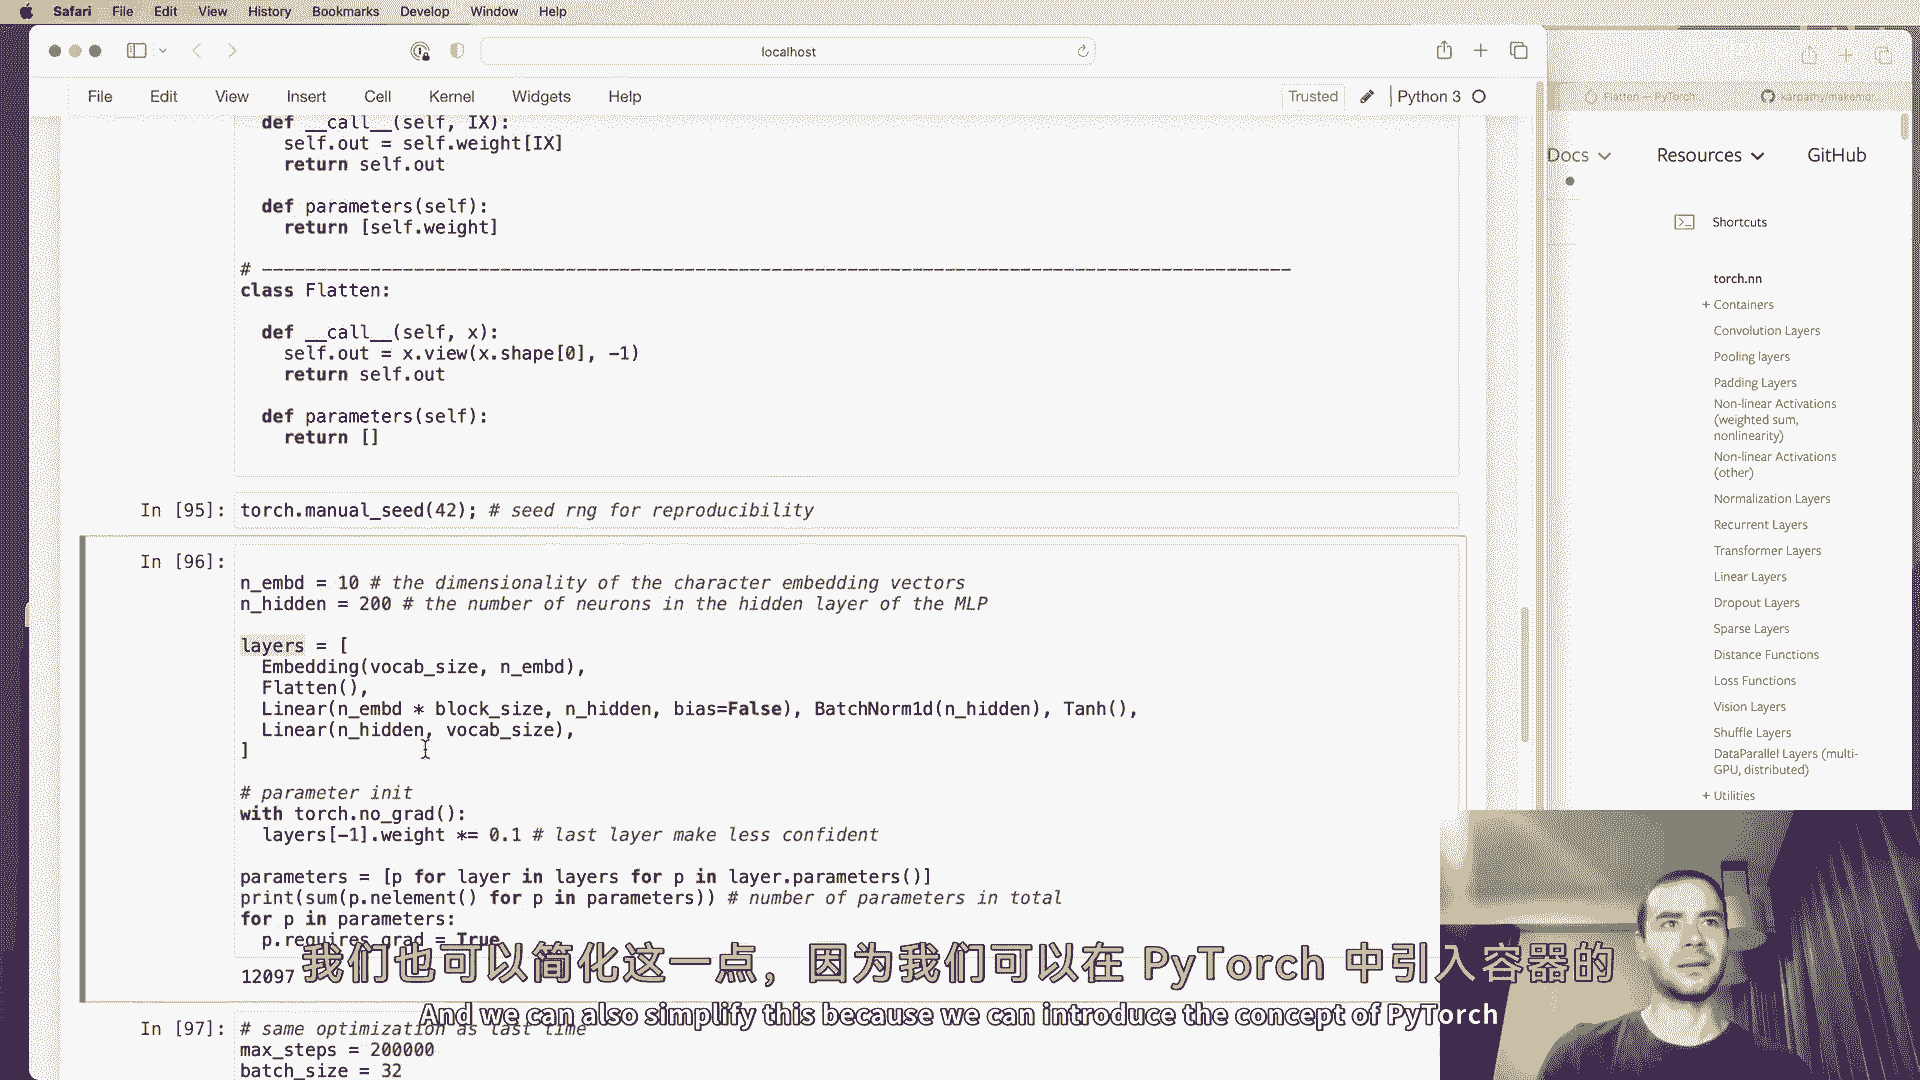 Safari File Edit View History Bookmarks Develop Window Help
localhost
File Edit View Insert Cell Kernel Widgets Help Trusted Python 3
def __call__(self, IX):
self.out = self.weight[IX]
return self.out
def parameters(self):
return [self.weight]
# -----------------------------------------------------------------------------------------------
class Flatten:
def __call__(self, x):
self.out = x.view(x.shape[0], -1)
return self.out
def parameters(self):
return []
In [95]: torch.manual_seed(42); # seed rng for reproducibility
In [96]:
n_embd = 10 # the dimensionality of the character embedding vectors
n_hidden = 200 # the number of neurons in the hidden layer of the MLP
layers = [
Embedding(vocab_size, n_embd),
Flatten(),
Linear(n_embd * block_size, n_hidden, bias=False), BatchNorm1d(n_hidden), Tanh(),
Linear(n_hidden, vocab_size),
]
# parameter init
with torch.no_grad():
layers[-1].weight *= 0.1 # last layer make less confident
parameters = [p for layer in layers for p in layer.parameters()]
print(sum(p.nelement() for p in parameters)) # number of parameters in total
for p in parameters:
p.requires_grad = True
12097
In [97]: # same optimization as last time
max_steps = 200000
batch_size = 32
Flatten — PyTorch... karpathy/makemor...
Docs Resources GitHub
Shortcuts
torch.nn
+ Containers
Convolution Layers
Pooling layers
Padding Layers
Non-linear Activations
(weighted sum,
nonlinearity)
Non-linear Activations
(other)
Normalization Layers
Recurrent Layers
Transformer Layers
Linear Layers
Dropout Layers
Sparse Layers
Distance Functions
Loss Functions
Vision Layers
Shuffle Layers
DataParallel Layers (multi-
GPU, distributed)
+ Utilities
我们也可以简化这一点，因为我们可以在 PyTorch 中引入容器的
And we can also simplify this because we can introduce the concept of PyTorch